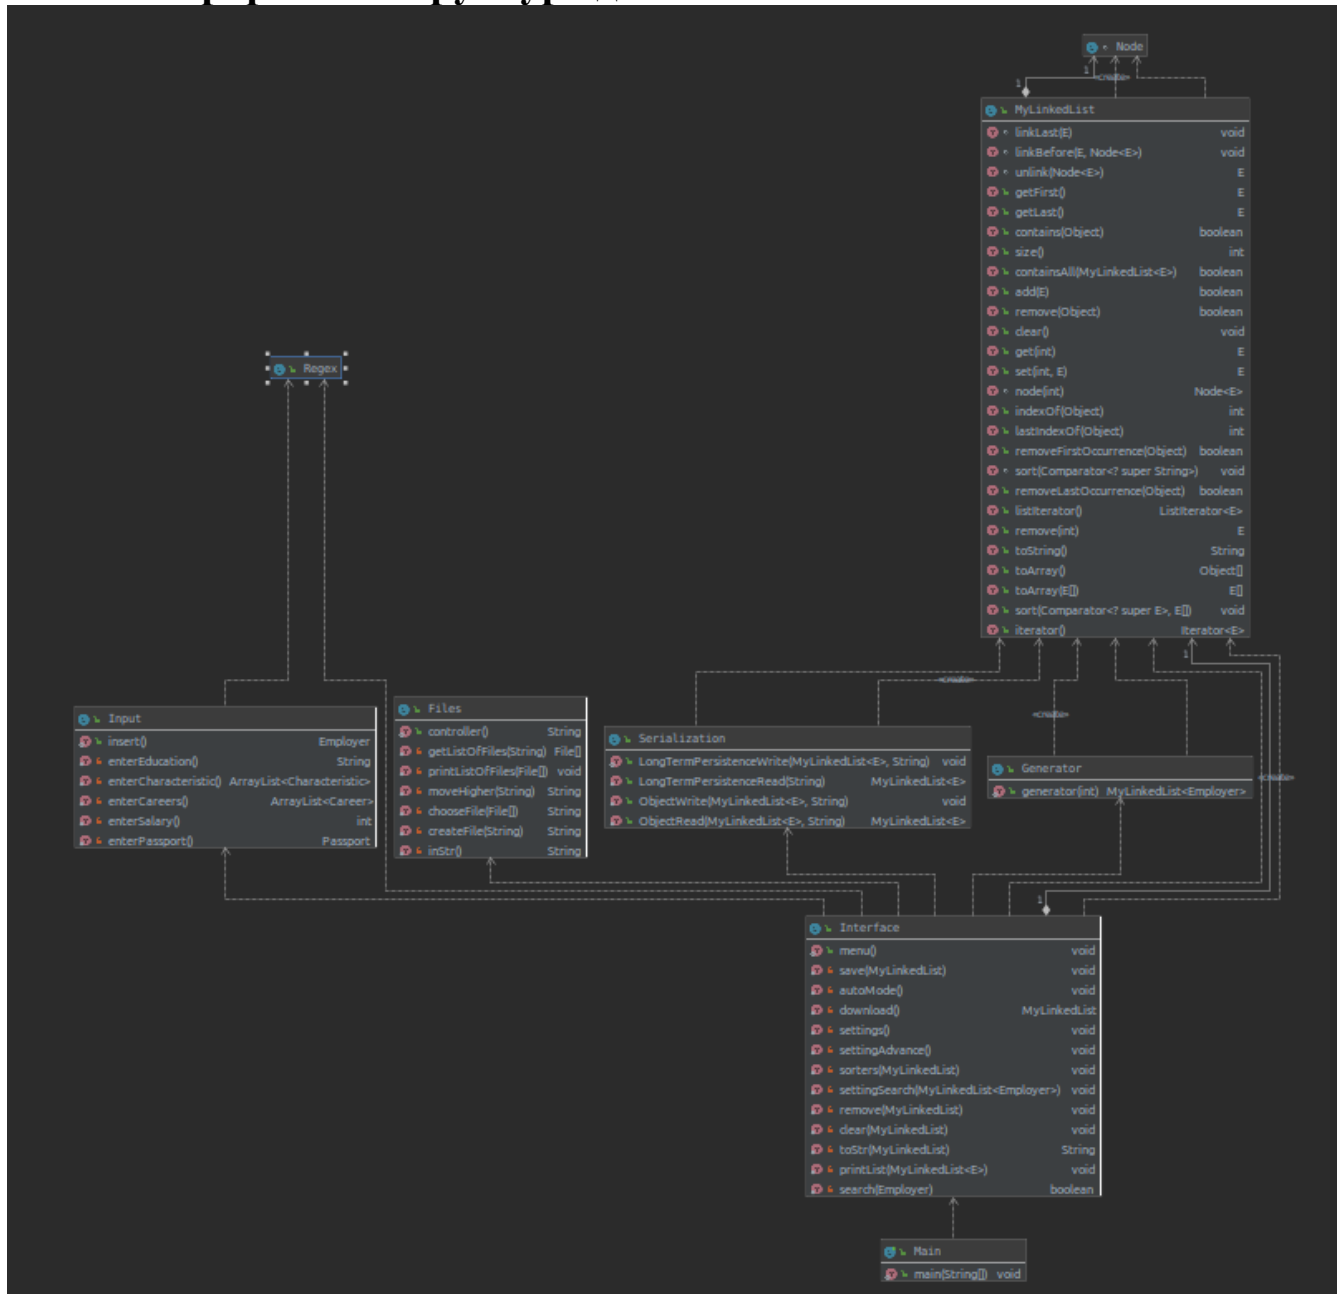 Node
1
1
«create»
MyLinkedList
linkLast(E) void
linkBefore(E, Node<E>) void
unlink(Node<E>) E
getFirst() E
getLast() E
contains(Object) boolean
size() int
containsAll(MyLinkedList<E>) boolean
add(E) boolean
remove(Object) boolean
clear() void
get(int) E
set(int, E) E
node(int) Node<E>
indexOf(Object) int
lastIndexOf(Object) int
removeFirstOccurrence(Object) boolean
sort(Comparator<? super String>) void
removeLastOccurrence(Object) boolean
listIterator() ListIterator<E>
remove(int) E
toString() String
toArray() Object[]
toArray(E[]) E[]
sort(Comparator<? super E>, E[]) void
iterator() Iterator<E>
Regex
1
«create»
«create»
«create»
Input
insert() Employer
enterEducation() String
enterCharacteristic() ArrayList<Characteristic>
enterCareers() ArrayList<Career>
enterSalary() int
enterPassport() Passport
Files
controller() String
getListOfFiles(String) File[]
printListOfFiles(File[]) void
moveHigher(String) String
chooseFile(File[]) String
createFile(String) String
inStr() String
Serialization
LongTermPersistenceWrite(MyLinkedList<E>, String) void
LongTermPersistenceRead(String) MyLinkedList<E>
ObjectWrite(MyLinkedList<E>, String) void
ObjectRead(MyLinkedList<E>, String) MyLinkedList<E>
Generator
generator(int) MyLinkedList<Employer>
1
Interface
menu() void
save(MyLinkedList) void
autoMode() void
download() MyLinkedList
settings() void
settingAdvance() void
sorters(MyLinkedList) void
settingSearch(MyLinkedList<Employer>) void
remove(MyLinkedList) void
clear(MyLinkedList) void
toStr(MyLinkedList) String
printList(MyLinkedList<E>) void
search(Employer) boolean
Main
main(String[]) void